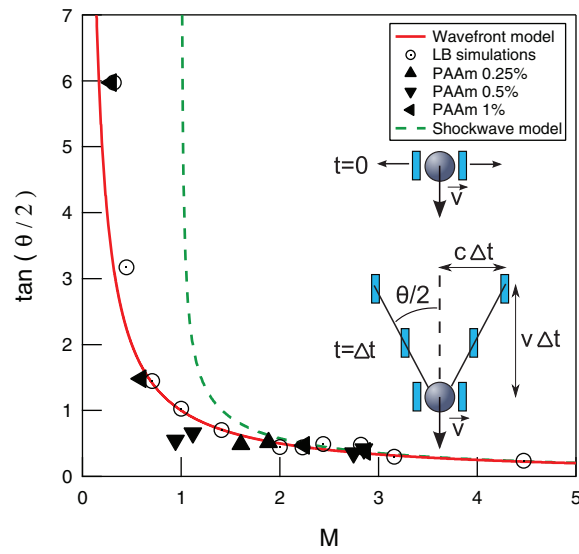 7
6
5
4
3
2
1
0
tan ( θ / 2 )
0
1
2
3
4
5
M
Wavefront model
LB simulations
PAAm 0.25%
PAAm 0.5%
PAAm 1%
Shockwave model
t=0
v
c Δt
θ/2
v Δt
t=Δt
v